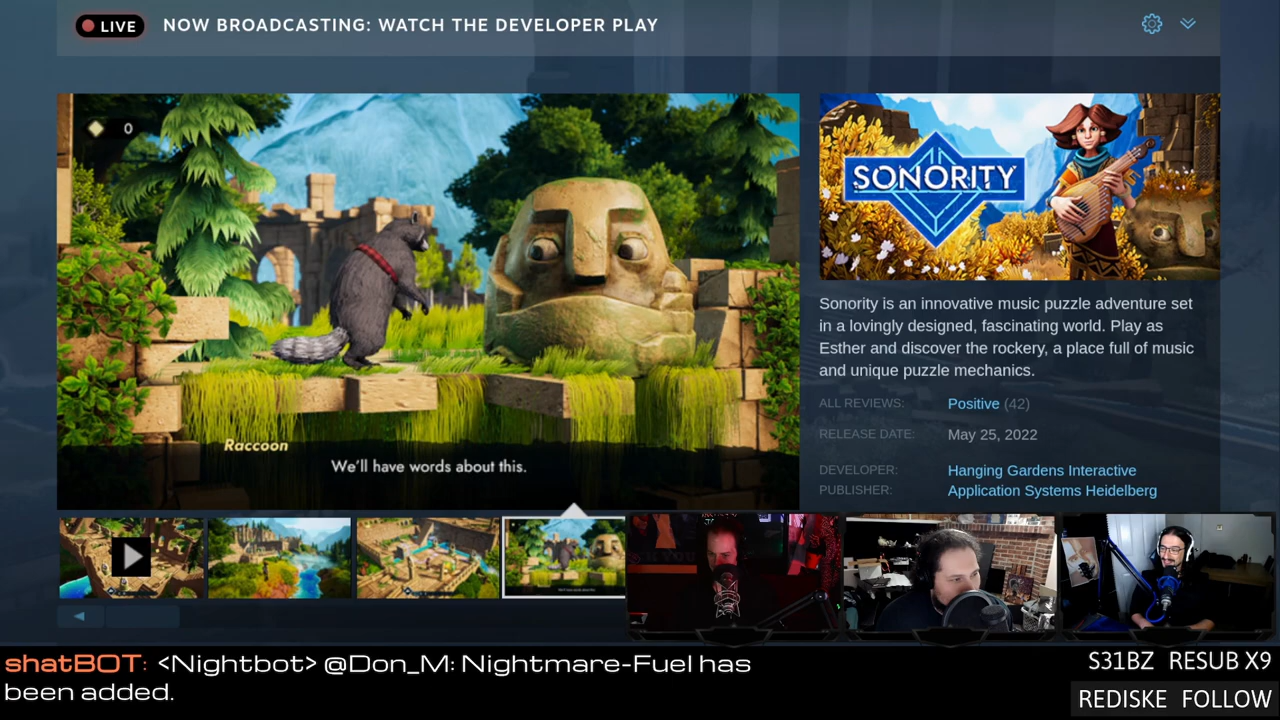 LIVE NOW BROADCASTING: WATCH THE DEVELOPER PLAY
0
Raccoon
We'll have words about this.
SONORITY
Sonority is an innovative music puzzle adventure set
in a lovingly designed, fascinating world. Play as
Esther and discover the rockery, a place full of music
and unique puzzle mechanics.
ALL REVIEWS: Positive (42)
RELEASE DATE: May 25, 2022
DEVELOPER: Hanging Gardens Interactive
PUBLISHER: Application Systems Heidelberg
shatBOT: <Nightbot> @Don_M: Nightmare-Fuel has
been added.
S31BZ RESUB X9
REDISKE FOLLOW